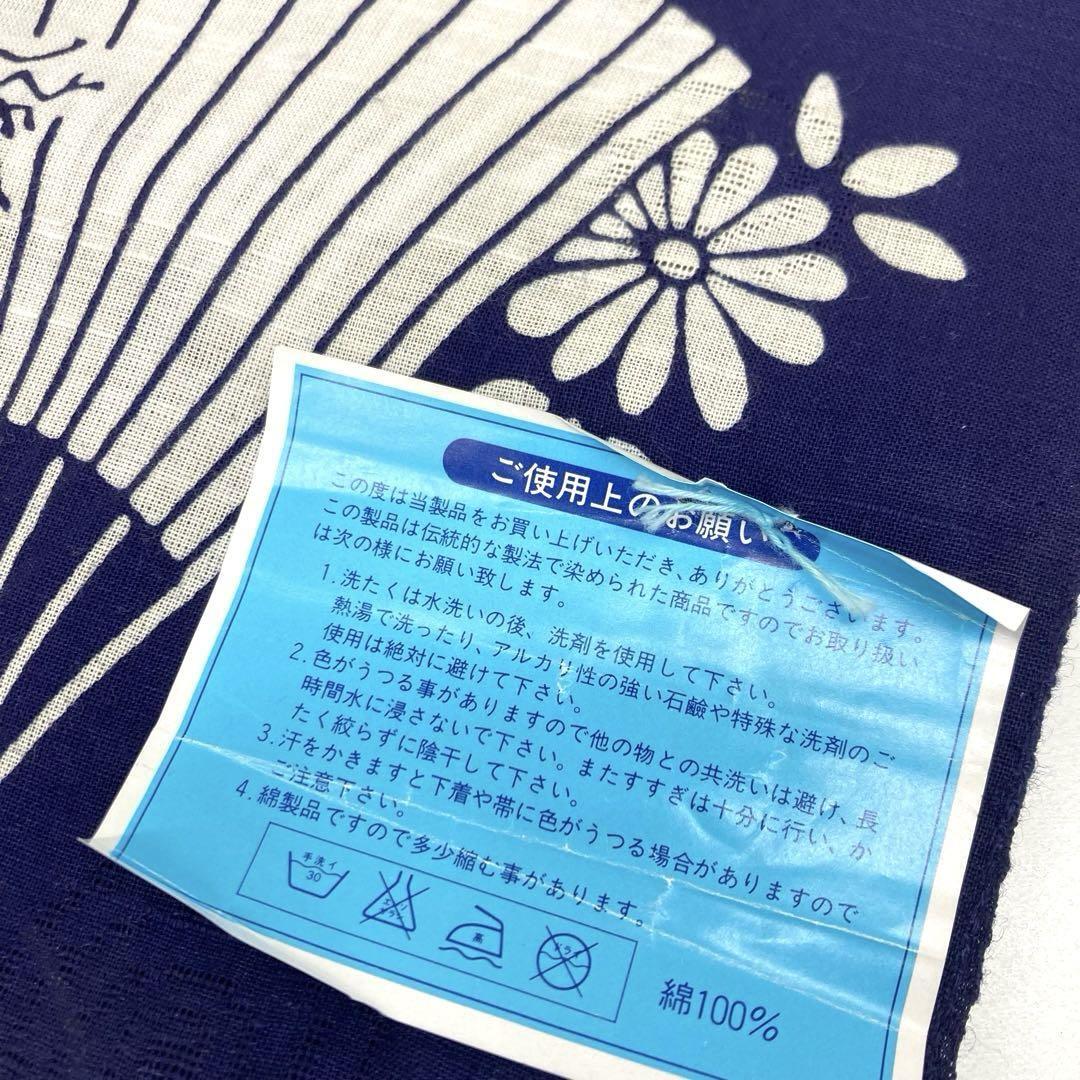 ご使用上のお願い
この度は当製品をお買い上げいただき、ありがとうございます。
この製品は伝統的な製法で染められた商品ですのでお取り扱い
は次の様にお願い致します。
1. 洗たくは水洗いの後、洗剤を使用して下さい。
熱湯で洗ったり、アルカリ性の強い石鹸や特殊な洗剤のご
使用は絶対に避けて下さい。
2. 色がうつる事がありますので他の物との共洗いは避け、長
時間水に浸さないで下さい。またすすぎは十分に行い、か
たく絞らずに陰干して下さい。
3. 汗をかきますと下着や帯に色がうつる場合がありますので
ご注意下さい。
4. 綿製品ですので多少縮む事があります。
手洗イ
30
エンソ
サラシ
高
ドライ
綿100%